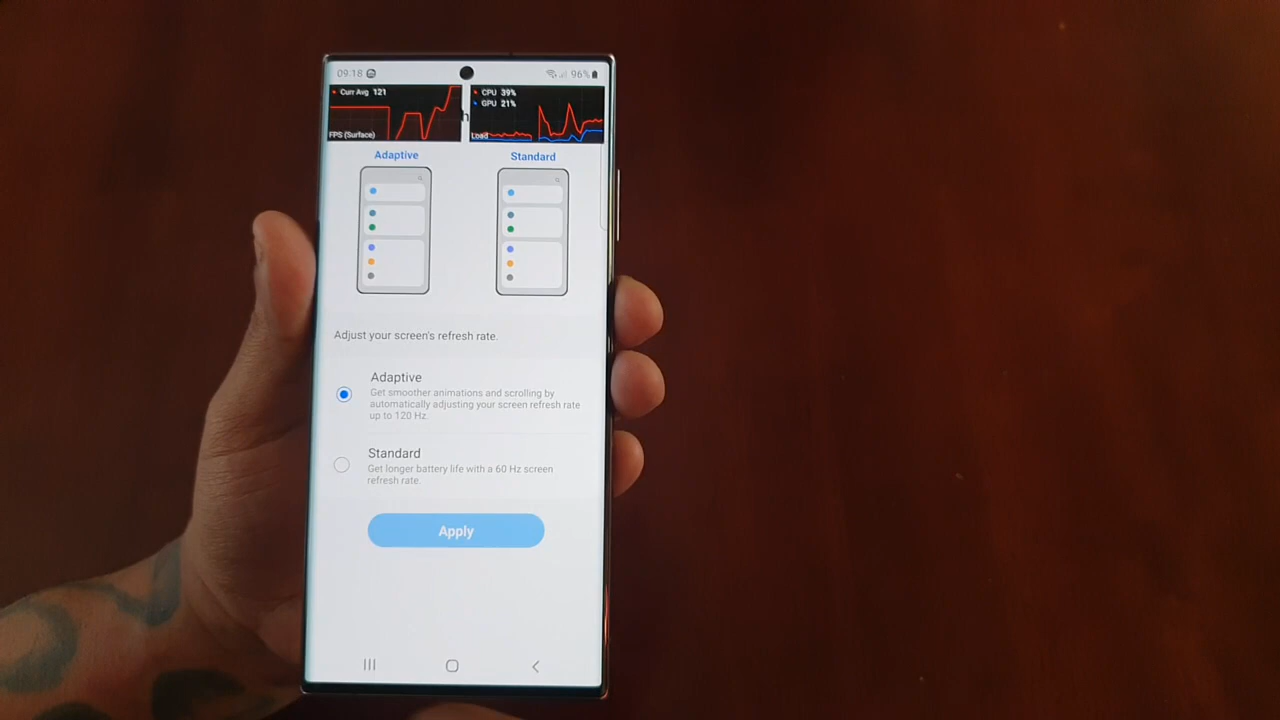 09:18
96%
Curr Avg 121
FPS (Surface)
CPU 39%
GPU 21%
Load
h
Adaptive
Standard
Adjust your screen's refresh rate.
Adaptive
Get smoother animations and scrolling by
automatically adjusting your screen refresh rate
up to 120 Hz.
Standard
Get longer battery life with a 60 Hz screen
refresh rate.
Apply